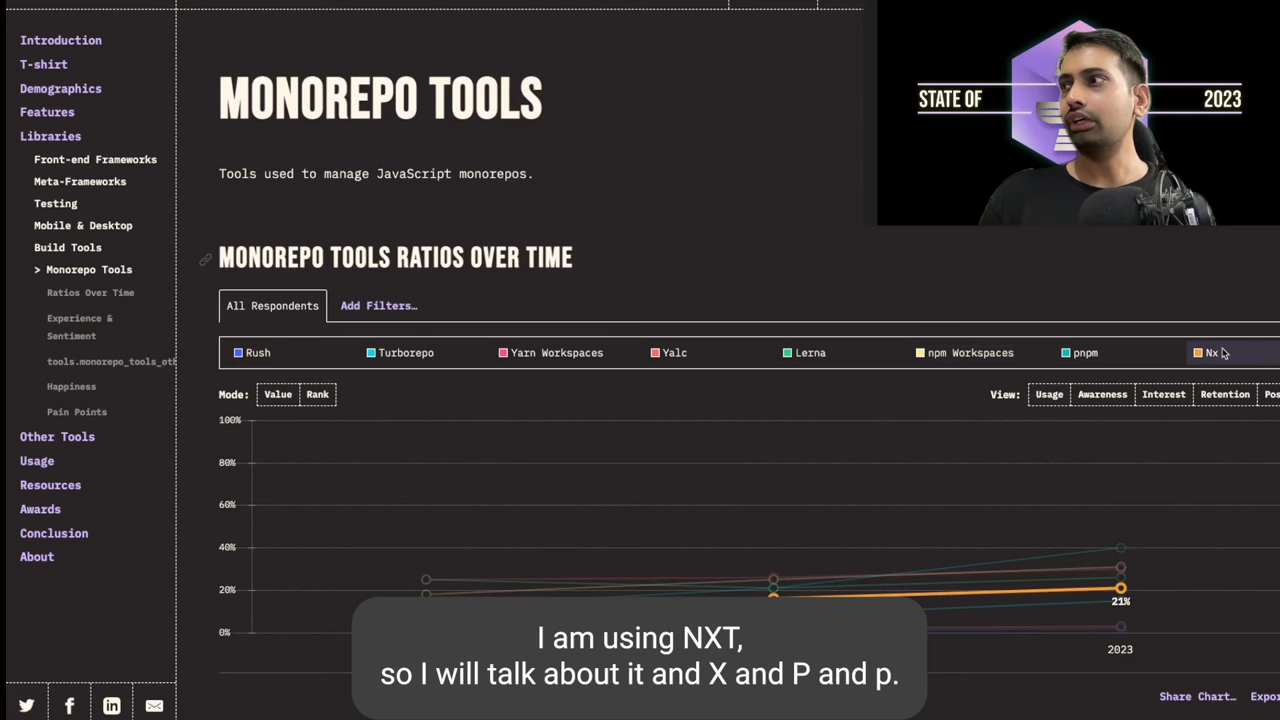 Introduction
T-shirt
Demographics
Features
Libraries
Front-end Frameworks
Meta-Frameworks
Testing
Mobile & Desktop
Build Tools
> Monorepo Tools
Ratios Over Time
Experience &
Sentiment
tools.monorepo_tools_ot
Happiness
Pain Points
Other Tools
Usage
Resources
Awards
Conclusion
About
MONOREPO TOOLS
Tools used to manage JavaScript monorepos.
STATE OF
2023
MONOREPO TOOLS RATIOS OVER TIME
All Respondents Add Filters…
Rush Turborepo Yarn Workspaces Yalc Lerna npm Workspaces pnpm Nx
Mode: Value Rank View: Usage Awareness Interest Retention Pos
100%
80%
60%
40%
20%
0%
21%
2023
I am using NXT,
so I will talk about it and X and P and p.
Share Chart… Expor